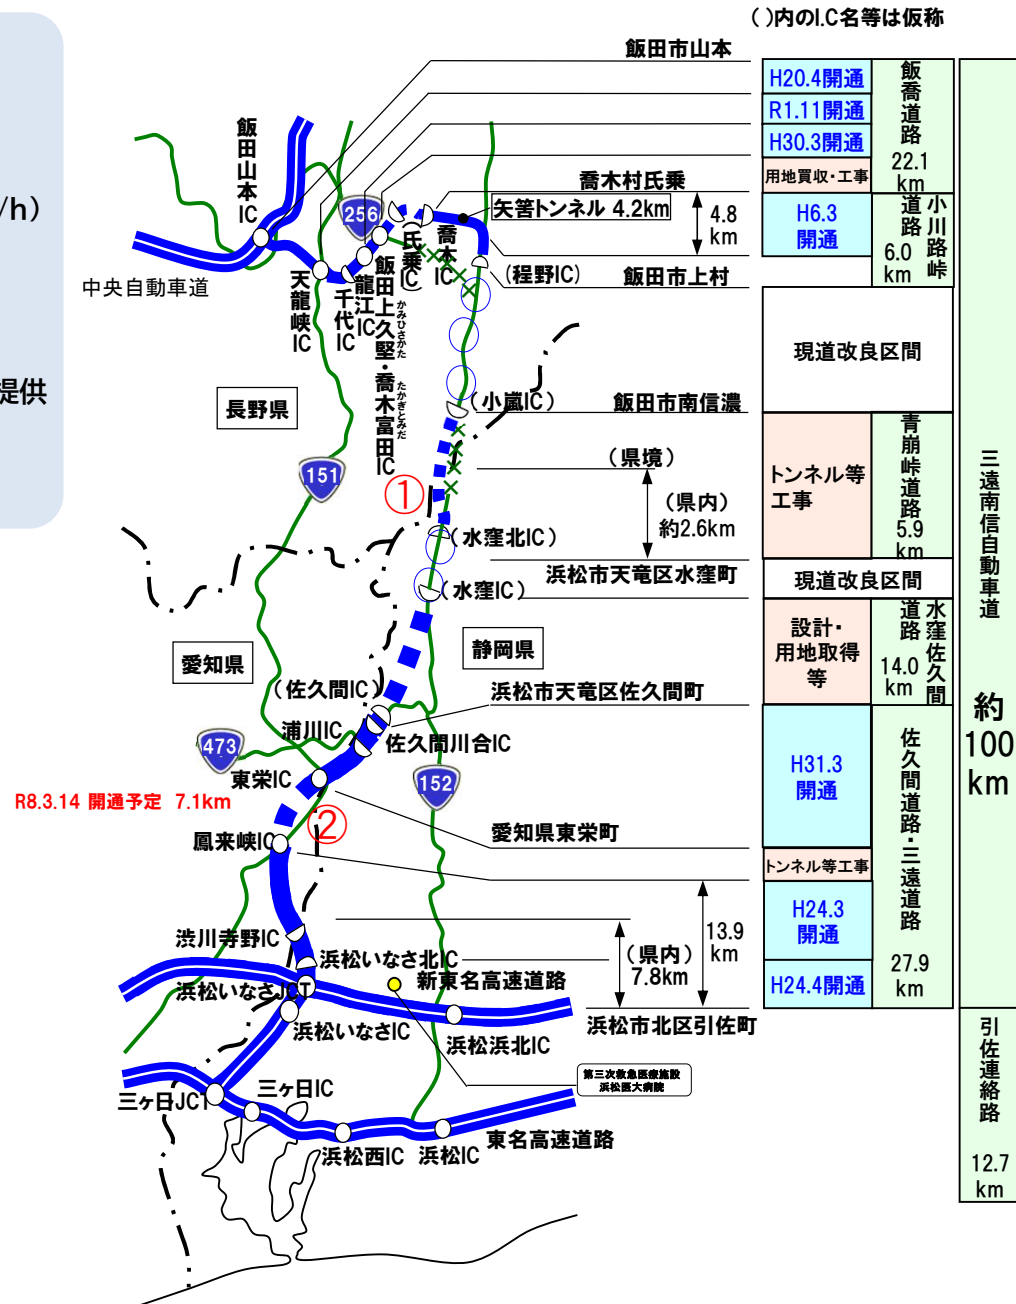 ( )内のI.C名等は仮称
/h)
提供
飯田市山本
飯田山本IC
256
喬木村氏乗
矢筈トンネル 4.2km
4.8
km
氏乗IC
喬木IC
(程野IC)
飯田市上村
中央自動車道
天龍峡IC
千代IC
龍江IC
飯田上久堅・喬木富田IC
かみひさかた
たかぎとみだ
長野県
(小嵐IC)
飯田市南信濃
151
①
(県境)
(県内)
約2.6km
(水窪北IC)
浜松市天竜区水窪町
(水窪IC)
愛知県
静岡県
(佐久間IC)
浜松市天竜区佐久間町
浦川IC
佐久間川合IC
473
東栄IC
152
R8.3.14 開通予定 7.1km
②
愛知県東栄町
鳳来峡IC
渋川寺野IC
浜松いなさ北IC
(県内)
7.8km
13.9
km
新東名高速道路
浜松いなさJCT
浜松いなさIC
浜松浜北IC
浜松市北区引佐町
第三次救急医療施設
浜松医大病院
三ヶ日JCT
三ヶ日IC
浜松西IC
浜松IC
東名高速道路
H20.4開通
R1.11開通
H30.3開通
用地買収・工事
飯喬道路
22.1
km
H6.3
開通
小川路峠
道路
6.0
km
現道改良区間
トンネル等
工事
青崩峠道路
5.9
km
現道改良区間
設計・
用地取得
等
水窪佐久間
道路
14.0
km
H31.3
開通
トンネル等工事
H24.3
開通
H24.4開通
佐久間道路・三遠道路
27.9
km
三遠南信自動車道
約
100
km
引佐連絡路
12.7
km